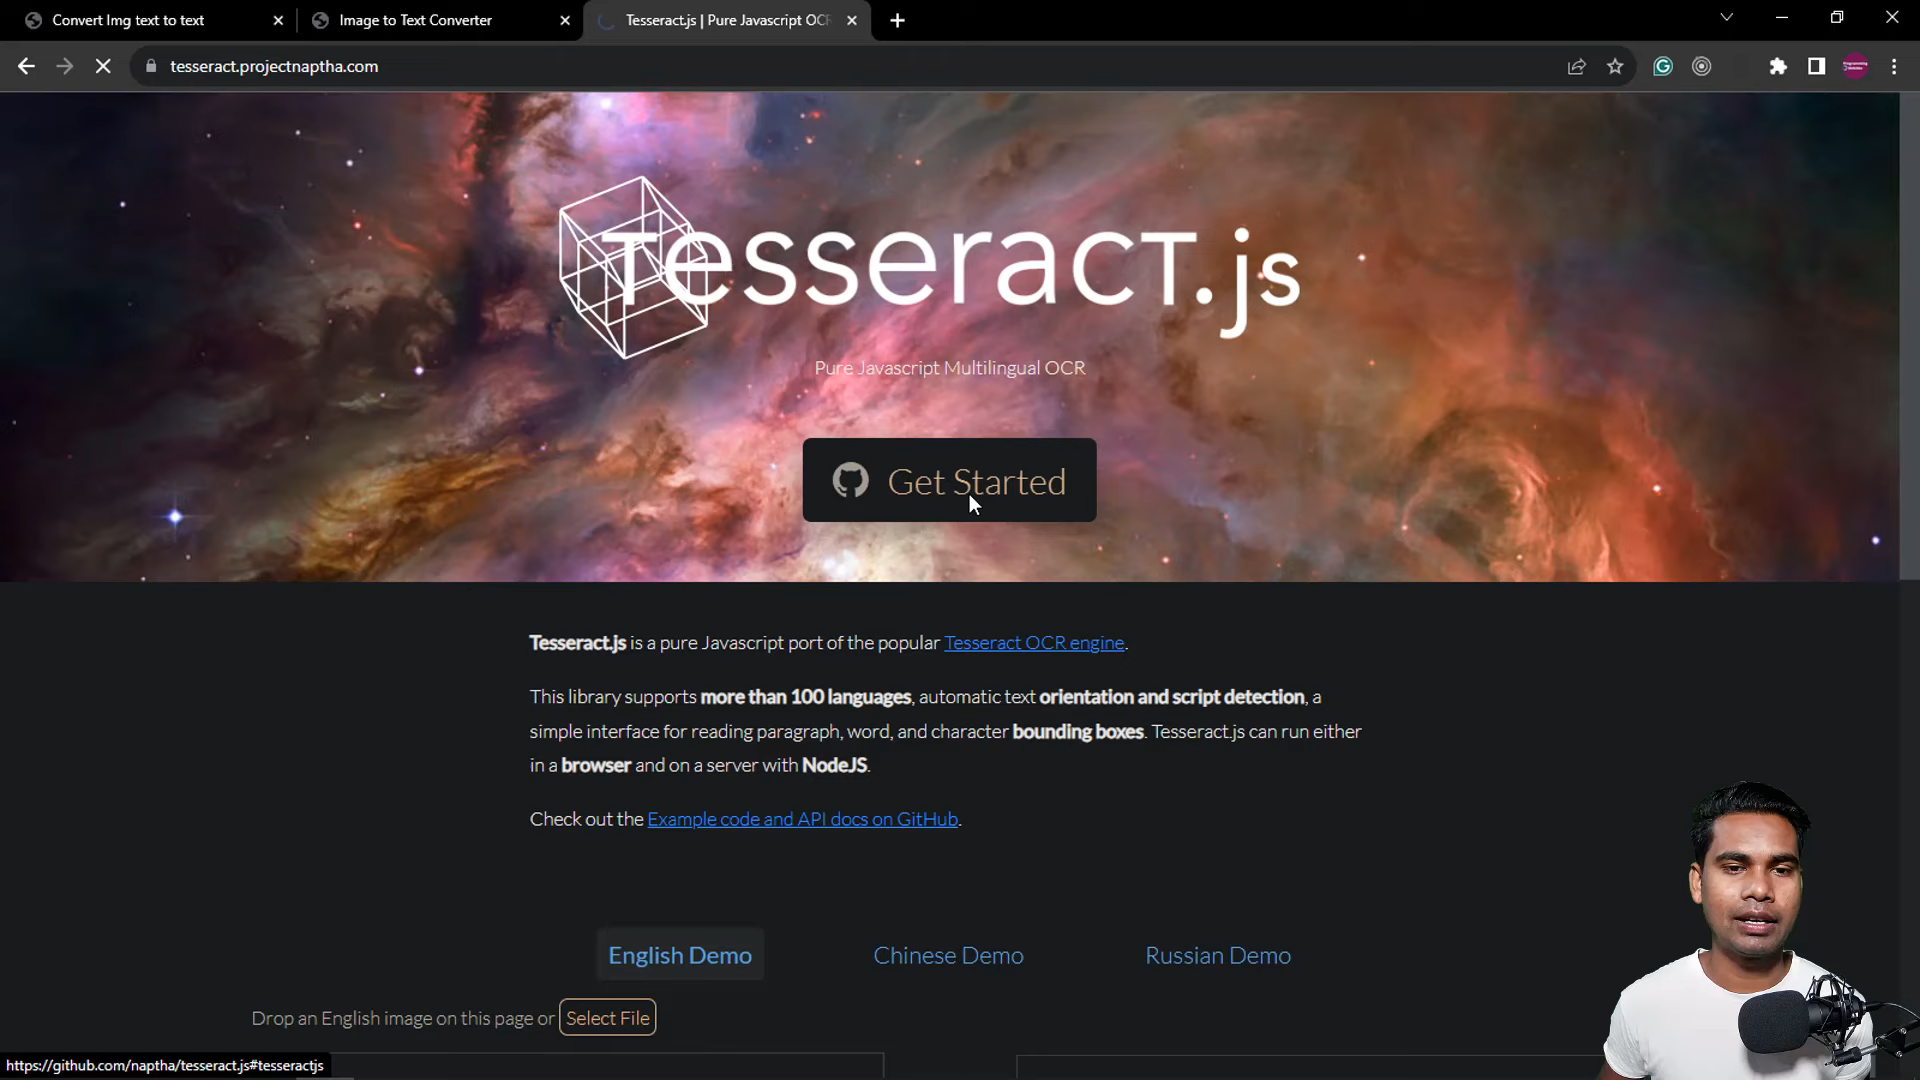 Convert Img text to text
Image to Text Converter
Tesseract.js | Pure Javascript OCR
tesseract.projectnaptha.com
Tesseract.js
Pure Javascript Multilingual OCR
Get Started
Tesseract.js is a pure Javascript port of the popular Tesseract OCR engine.
This library supports more than 100 languages, automatic text orientation and script detection, a
simple interface for reading paragraph, word, and character bounding boxes. Tesseract.js can run either
in a browser and on a server with NodeJS.
Check out the Example code and API docs on GitHub.
English Demo
Chinese Demo
Russian Demo
Drop an English image on this page or Select File
https://github.com/naptha/tesseract.js#tesseractjs